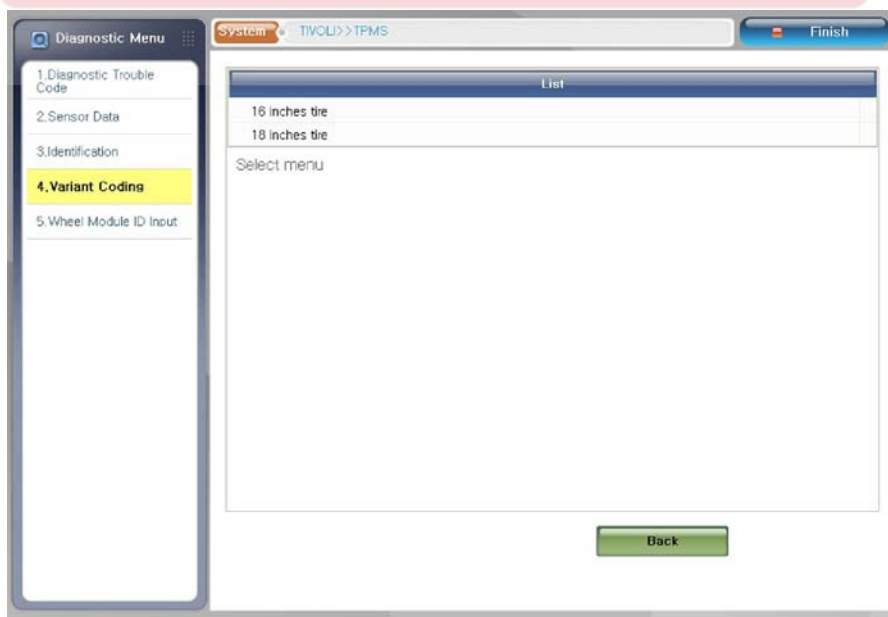 Diagnostic Menu
System
TIVOLI>>TPMS
Finish
1.Diagnostic Trouble
Code
2.Sensor Data
3.Identification
4.Variant Coding
5.Wheel Module ID Input
List
16 inches tire
18 inches tire
Select menu
Back